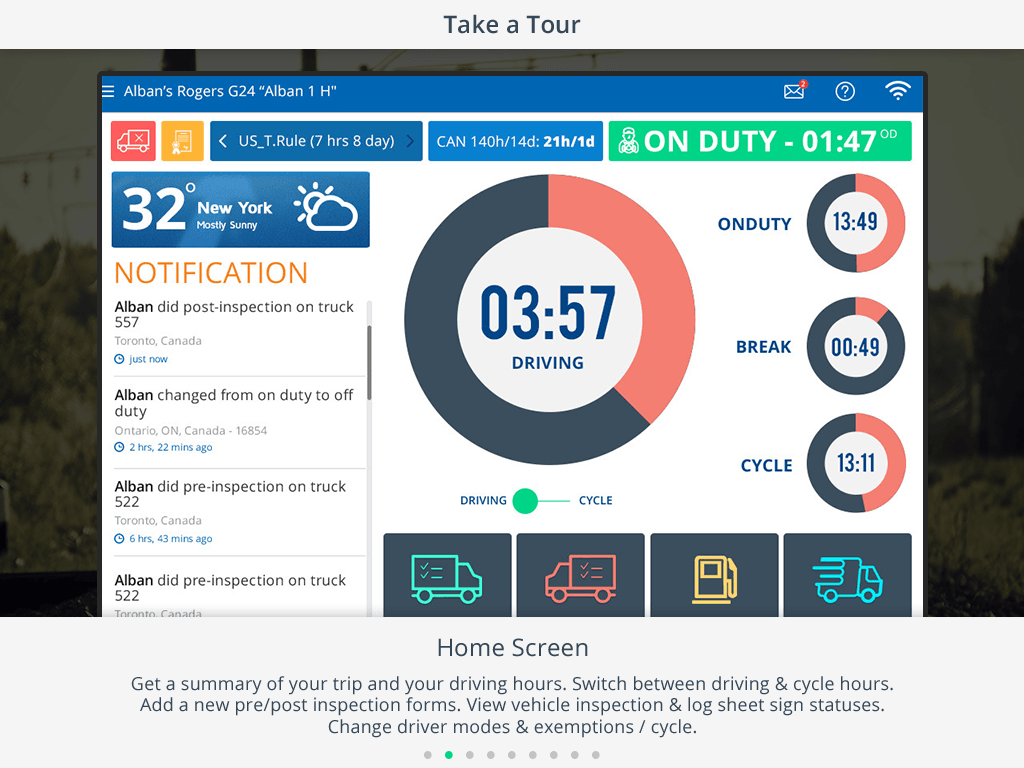 Take a Tour
Alban’s Rogers G24 “Alban 1 H"
2
?
US_T.Rule (7 hrs 8 day)
CAN 140h/14d: 21h/1d
ON DUTY - 01:47 OD
32°
New York
Mostly Sunny
NOTIFICATION
Alban did post-inspection on truck
557
Toronto, Canada
just now
Alban changed from on duty to off
duty
Ontario, ON, Canada - 16854
2 hrs, 22 mins ago
Alban did pre-inspection on truck
522
Toronto, Canada
6 hrs, 43 mins ago
Alban did pre-inspection on truck
522
Toronto, Canada
03:57
DRIVING
DRIVING
CYCLE
ONDUTY
13:49
BREAK
00:49
CYCLE
13:11
Home Screen
Get a summary of your trip and your driving hours. Switch between driving & cycle hours.
Add a new pre/post inspection forms. View vehicle inspection & log sheet sign statuses.
Change driver modes & exemptions / cycle.